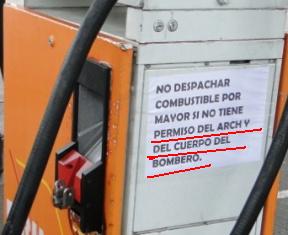 NO DESPACHAR
COMBUSTIBLE POR
MAYOR SI NO TIENE
PERMISO DEL ARCH Y
DEL CUERPO DEL
BOMBERO.